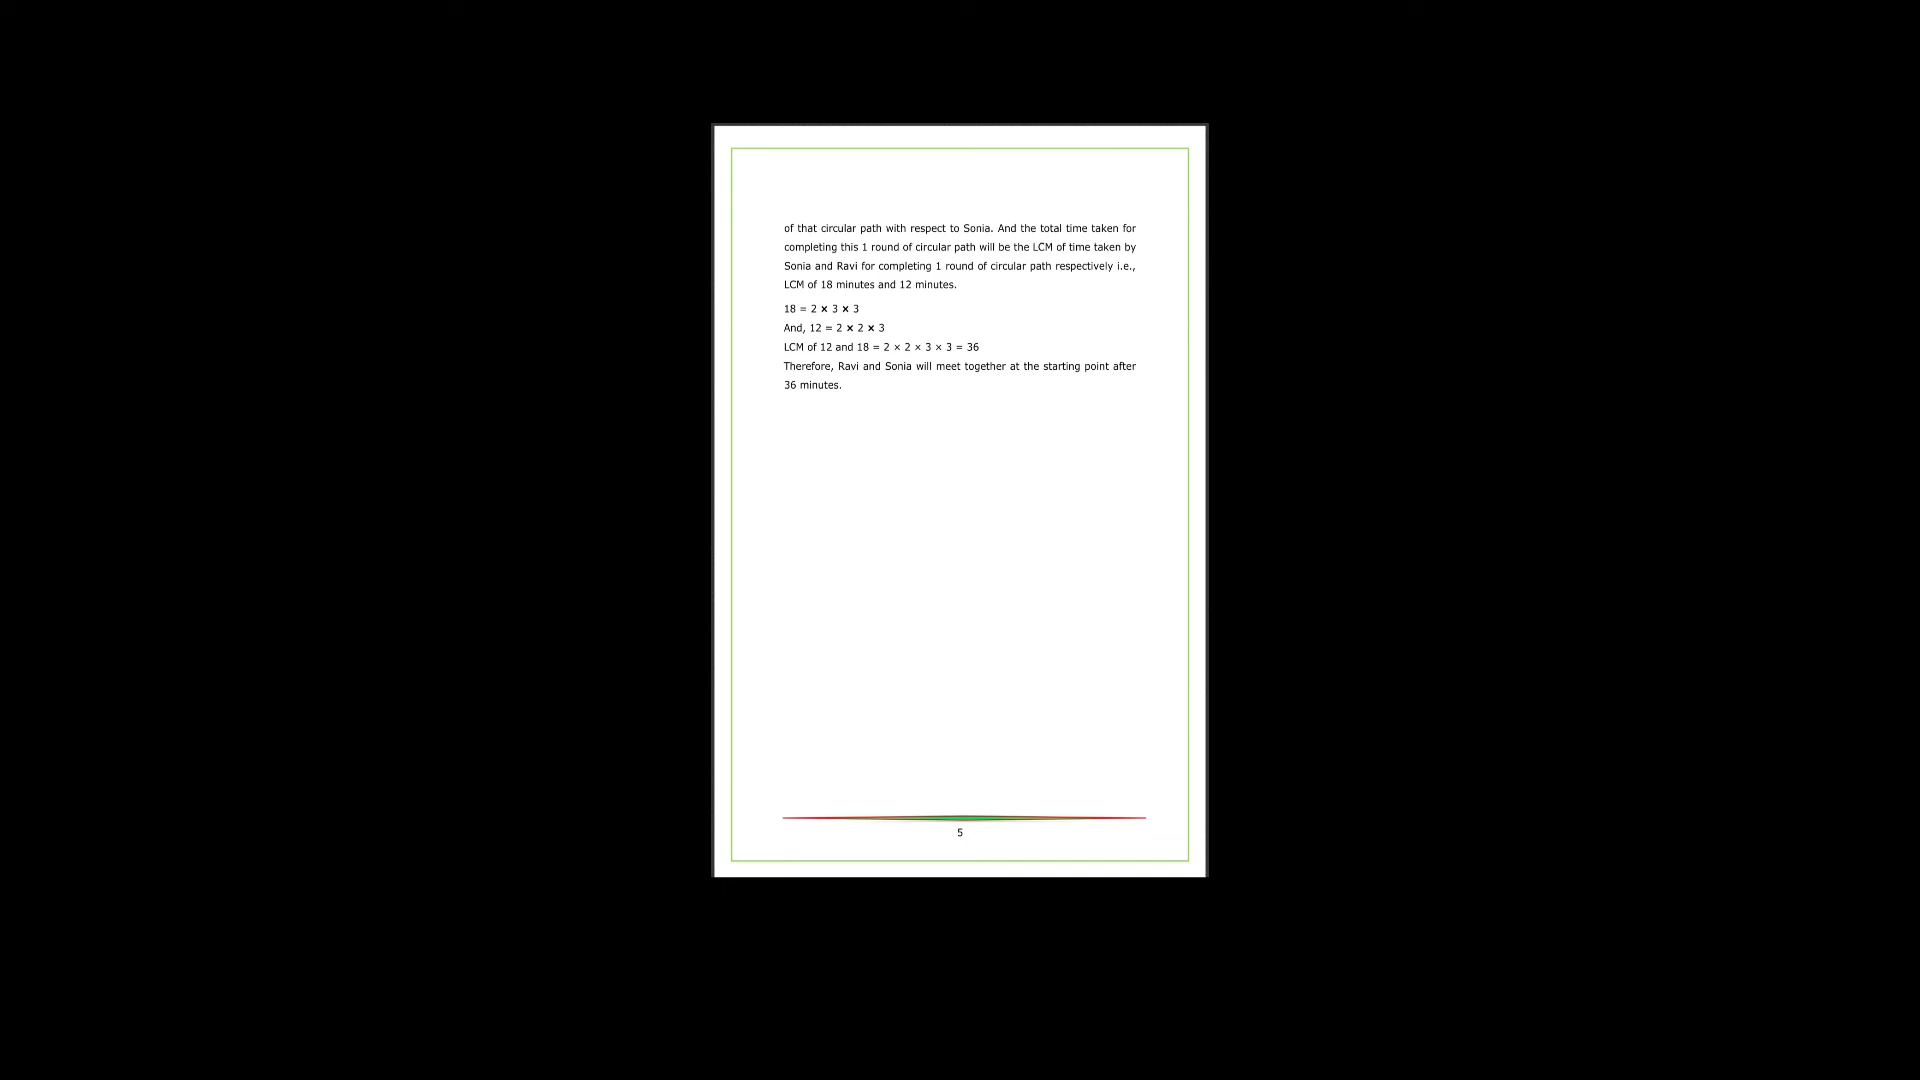 of that circular path with respect to Sonia. And the total time taken for
completing this 1 round of circular path will be the LCM of time taken by
Sonia and Ravi for completing 1 round of circular path respectively i.e.,
LCM of 18 minutes and 12 minutes.
18 = 2 × 3 × 3
And, 12 = 2 × 2 × 3
LCM of 12 and 18 = 2 × 2 × 3 × 3 = 36
Therefore, Ravi and Sonia will meet together at the starting point after
36 minutes.
5